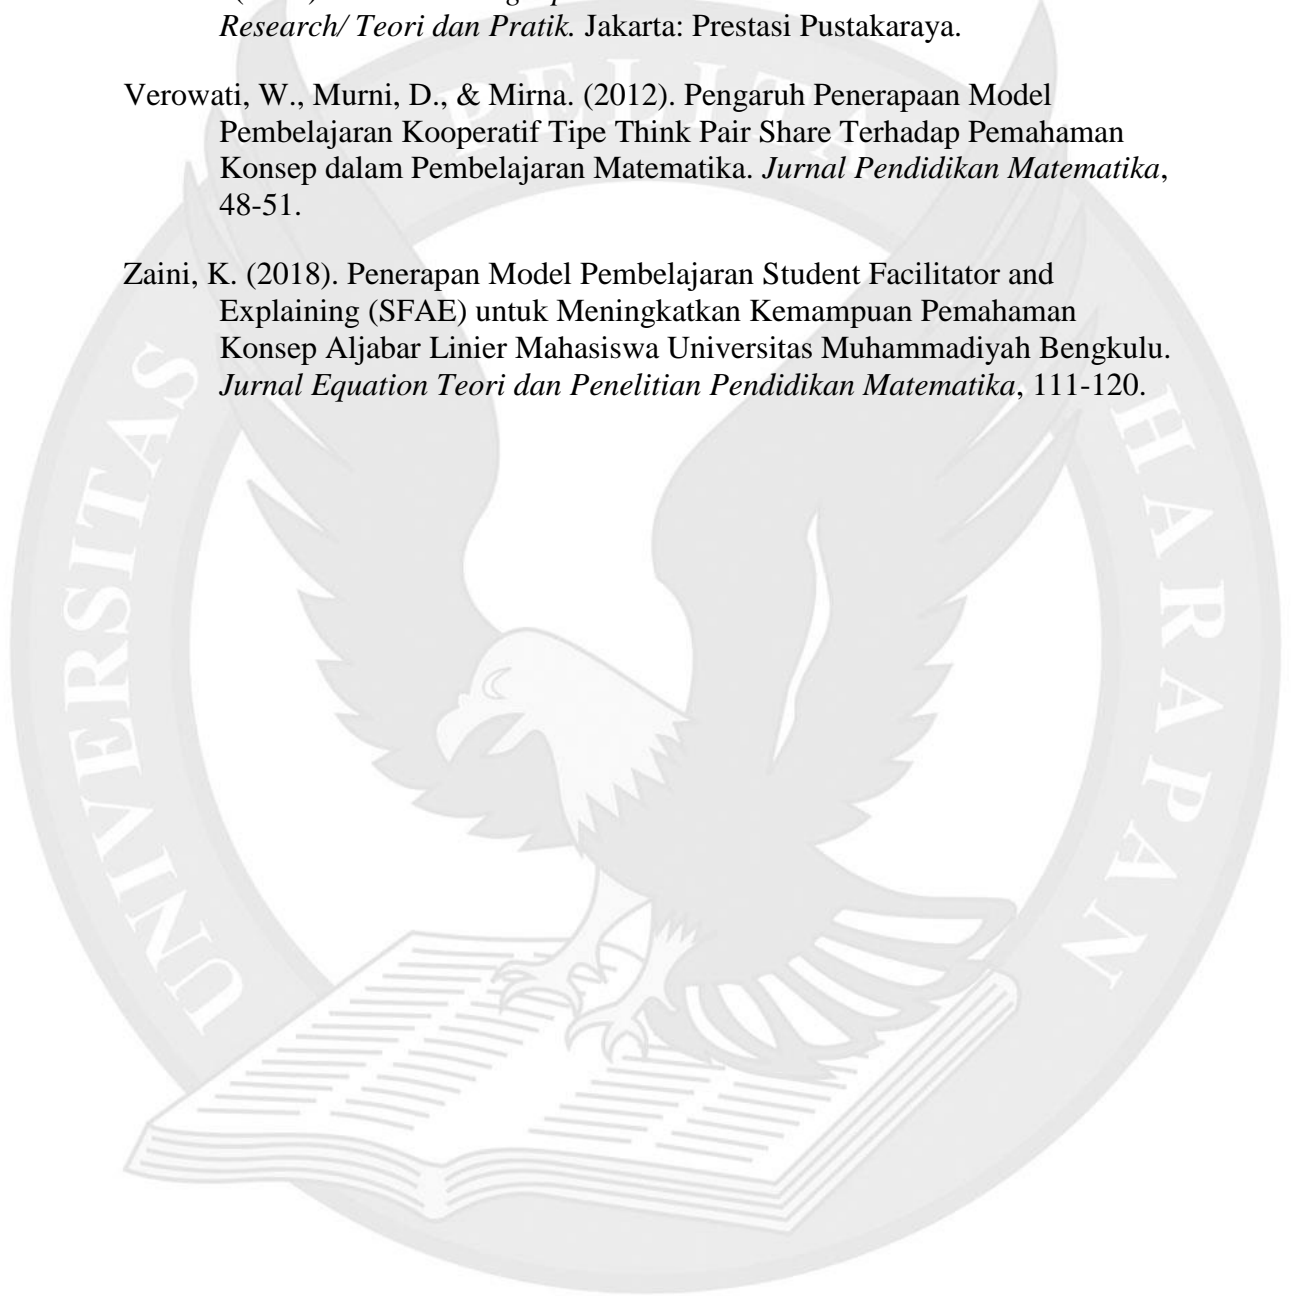 Research/ Teori dan Pratik. Jakarta: Prestasi Pustakaraya.
Verowati, W., Murni, D., & Mirna. (2012). Pengaruh Penerapaan Model
Pembelajaran Kooperatif Tipe Think Pair Share Terhadap Pemahaman
Konsep dalam Pembelajaran Matematika. Jurnal Pendidikan Matematika,
48-51.
Zaini, K. (2018). Penerapan Model Pembelajaran Student Facilitator and
Explaining (SFAE) untuk Meningkatkan Kemampuan Pemahaman
Konsep Aljabar Linier Mahasiswa Universitas Muhammadiyah Bengkulu.
Jurnal Equation Teori dan Penelitian Pendidikan Matematika, 111-120.
UNIVERSITAS PELITA HARAPAN